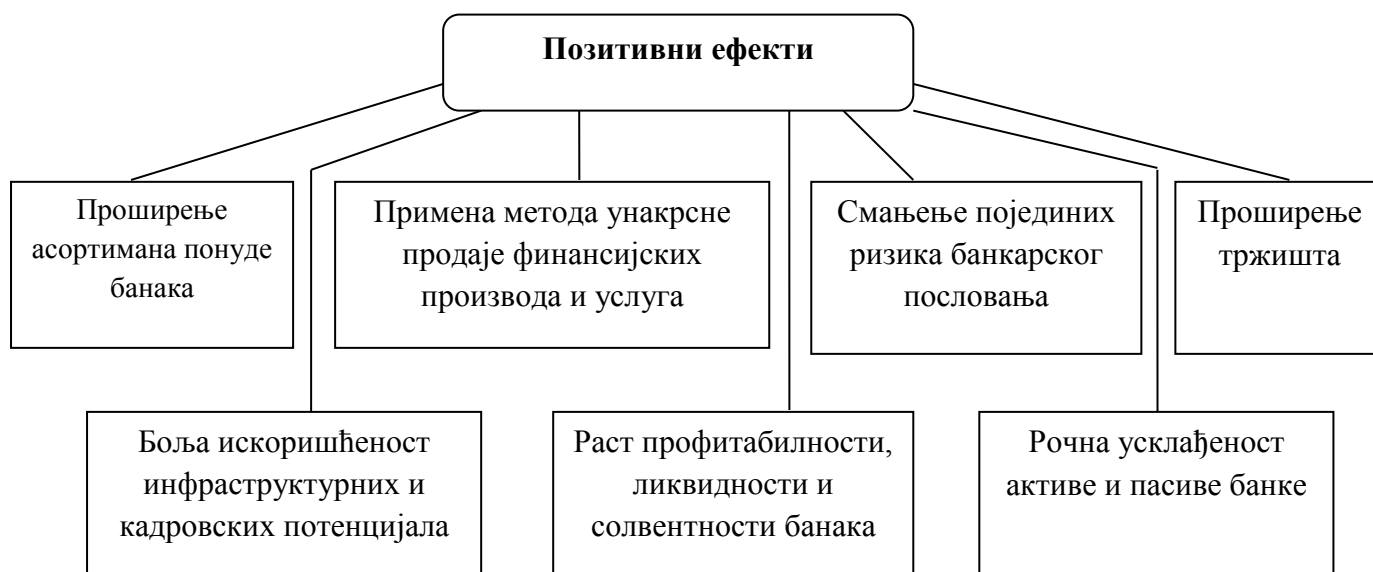 Позитивни ефекти
Проширење
асортимана понуде
банака
Примена метода унакрсне
продаје финансијских
производа и услуга
Смањење појединих
ризика банкарског
пословања
Проширење
тржишта
Боља искоришћеност
инфраструктурних и
кадровских потенцијала
Раст профитабилности,
ликвидности и
солвентности банака
Рочна усклађеност
активе и пасиве банке